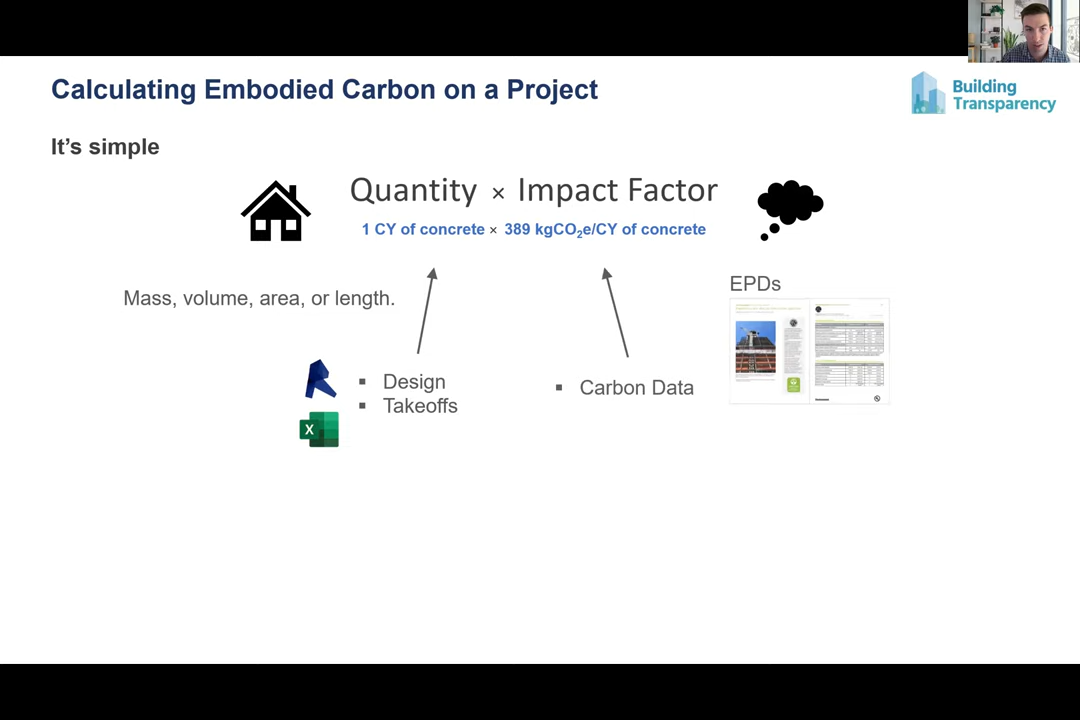 Calculating Embodied Carbon on a Project
Building
Transparency
It's simple
Quantity × Impact Factor
1 CY of concrete × 389 kgCO₂e/CY of concrete
Mass, volume, area, or length.
EPDs
▪ Design
▪ Takeoffs
▪ Carbon Data
X